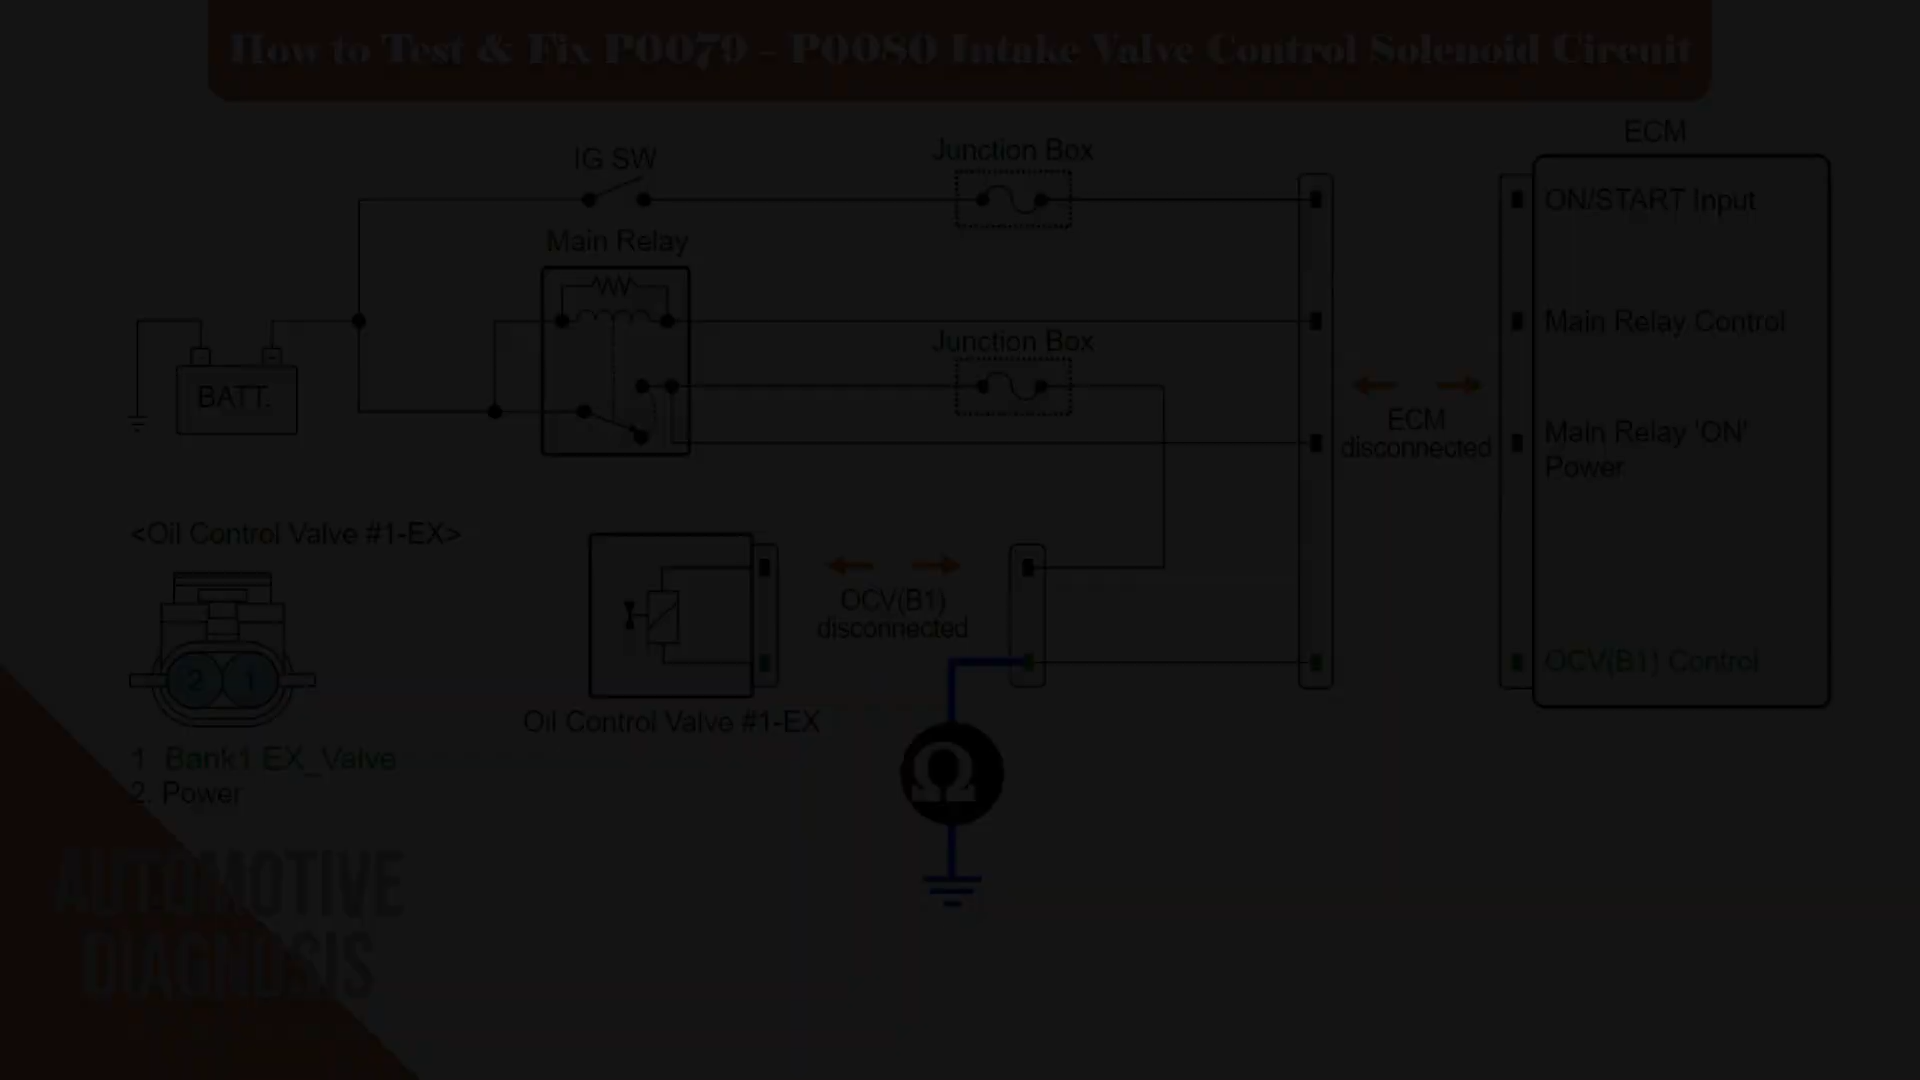 How to Test & Fix P0079 - P0080 Intake Valve Control Solenoid Circuit
ECM
IG SW
Junction Box
ON/START Input
Main Relay
Main Relay Control
Junction Box
BATT.
ECM
disconnected
Main Relay 'ON'
Power
<Oil Control Valve #1-EX>
OCV(B1)
disconnected
OCV(B1) Control
2 1
Oil Control Valve #1-EX
1. Bank1 EX_Valve
2. Power
Ω
AUTOMOTIVE
DIAGNOSIS